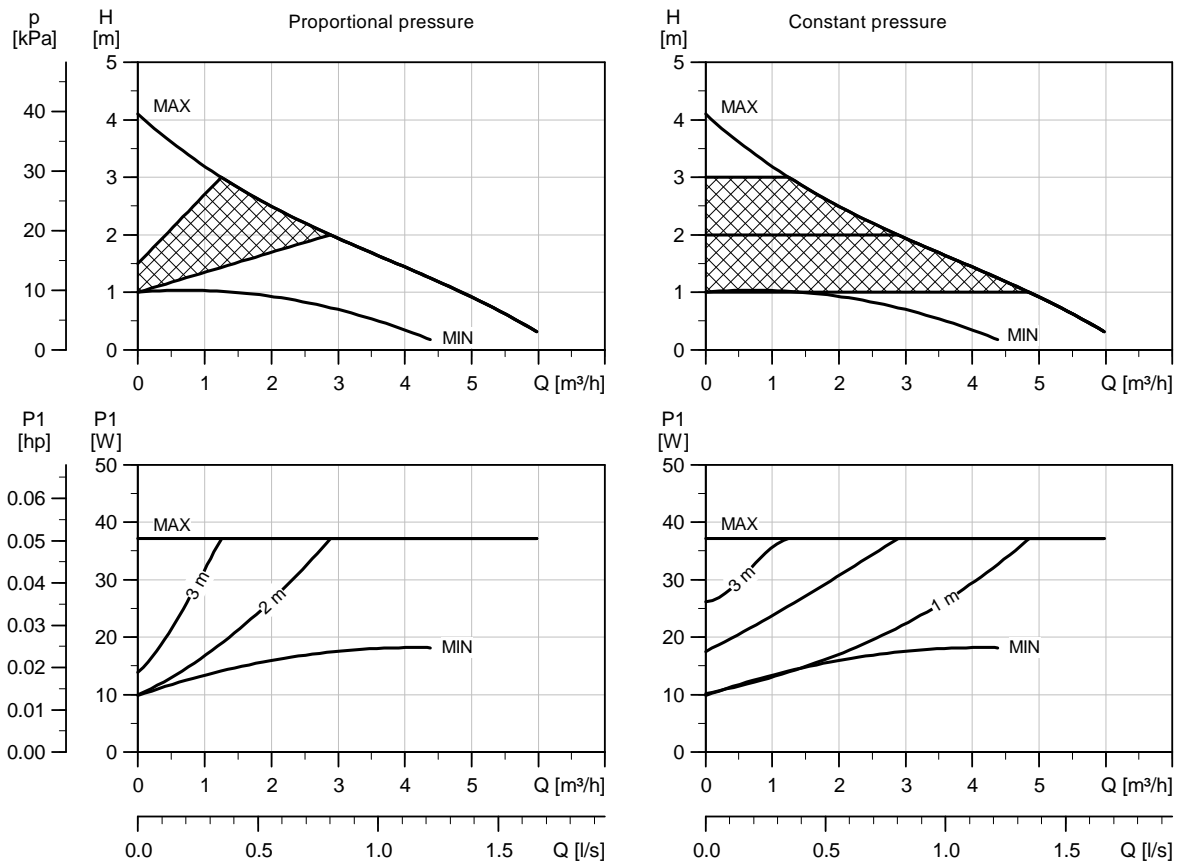 p
[kPa]
H
[m]
Proportional pressure
5
4
3
2
1
0
40
30
20
10
0
MAX
MIN
0 1 2 3 4 5 Q [m³/h]
H
[m]
Constant pressure
5
4
3
2
1
0
MAX
MIN
0 1 2 3 4 5 Q [m³/h]
P1
[hp]
P1
[W]
0.06
0.05
0.04
0.03
0.02
0.01
0.00
50
40
30
20
10
0
MAX
3 m
2 m
MIN
0 1 2 3 4 5 Q [m³/h]
0.0 0.5 1.0 1.5 Q [l/s]
P1
[W]
50
40
30
20
10
0
MAX
3 m
1 m
MIN
0 1 2 3 4 5 Q [m³/h]
0.0 0.5 1.0 1.5 Q [l/s]